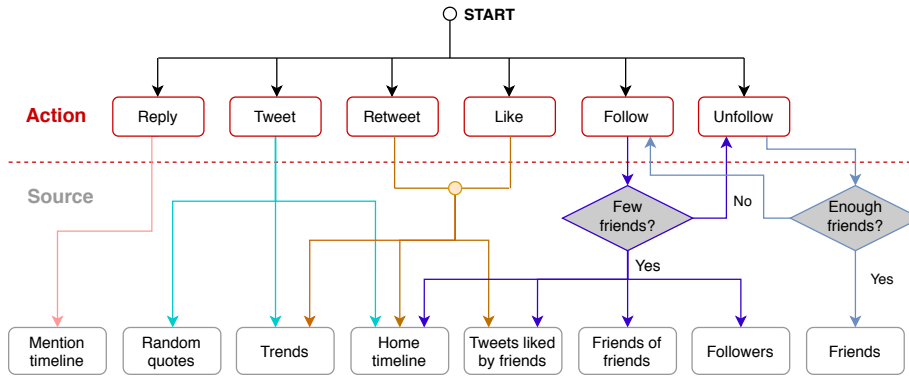 START
Action
Reply
Tweet
Retweet
Like
Follow
Unfollow
Source
Few
friends?
No
Enough
friends?
Yes
Yes
Mention
timeline
Random
quotes
Trends
Home
timeline
Tweets liked
by friends
Friends of
friends
Followers
Friends